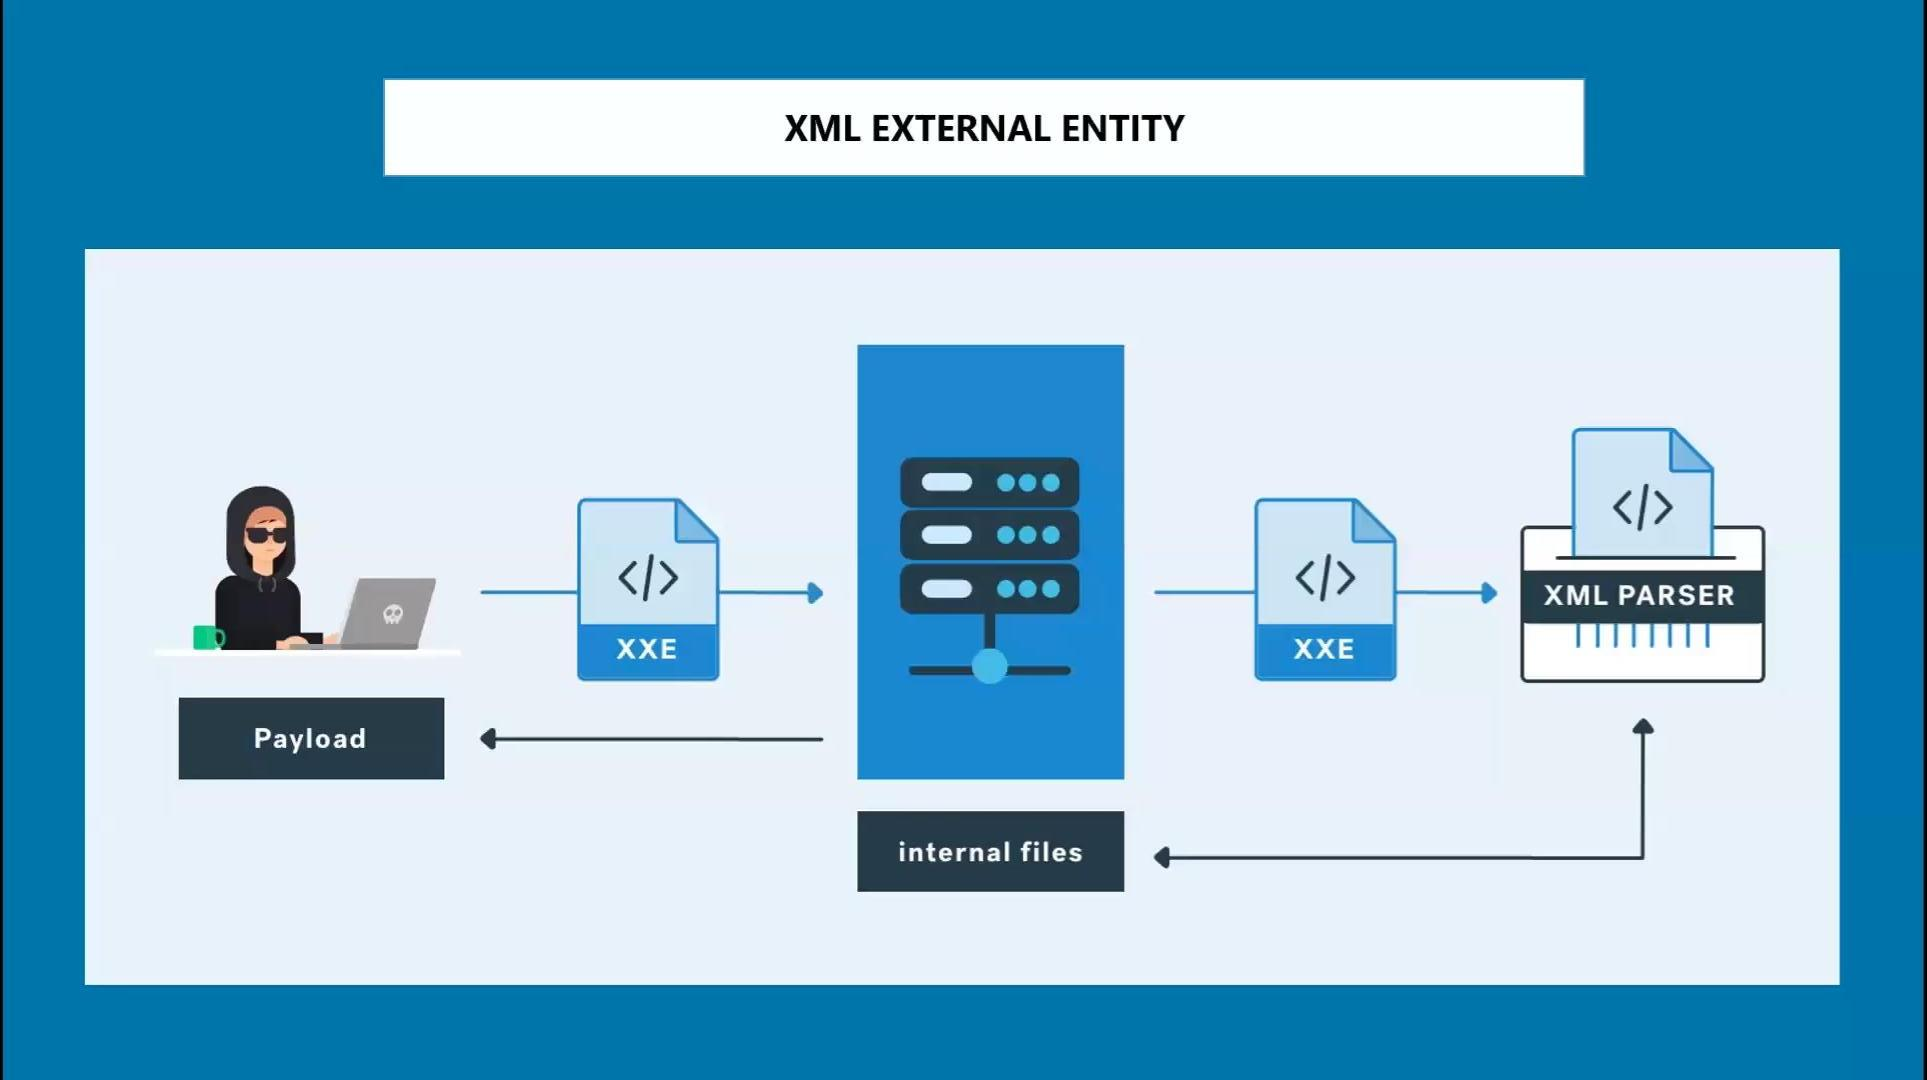 XML EXTERNAL ENTITY
</>
XXE
</>
XXE
</>
XML PARSER
Payload
internal files